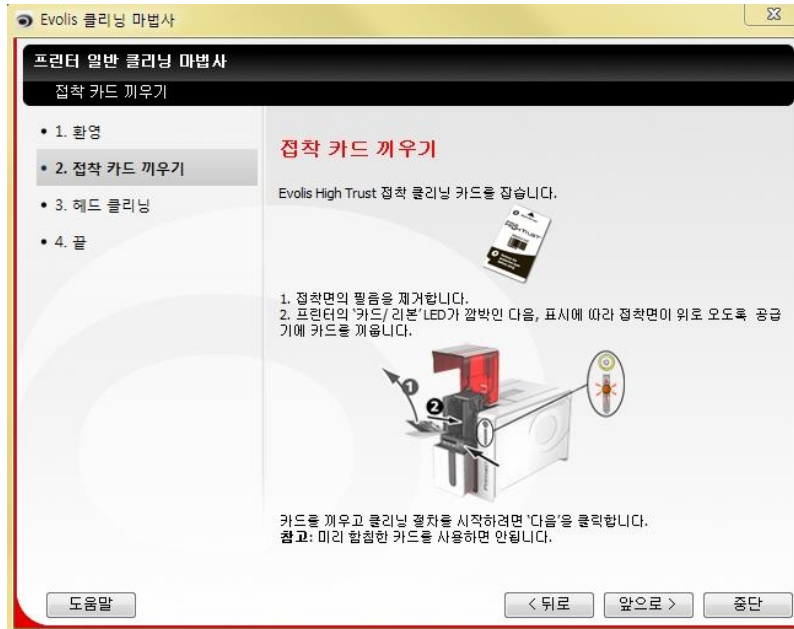 Evolis 클리닝 마법사
프린터 일반 클리닝 마법사
접착 카드 끼우기
• 1. 환영
• 2. 접착 카드 끼우기
• 3. 헤드 클리닝
• 4. 끝
접착 카드 끼우기
Evolis High Trust 접착 클리닝 카드를 잡습니다.
1. 접착면의 필름을 제거합니다.
2. 프린터의 '카드/ 리본' LED가 깜박인 다음, 표시에 따라 접착면이 위로 오도록 공급
기에 카드를 끼웁니다.
1
2
카드를 끼우고 클리닝 절차를 시작하려면 '다음'을 클릭합니다.
참고: 미리 함침한 카드를 사용하면 안됩니다.
도움말
< 뒤로
앞으로 >
중단